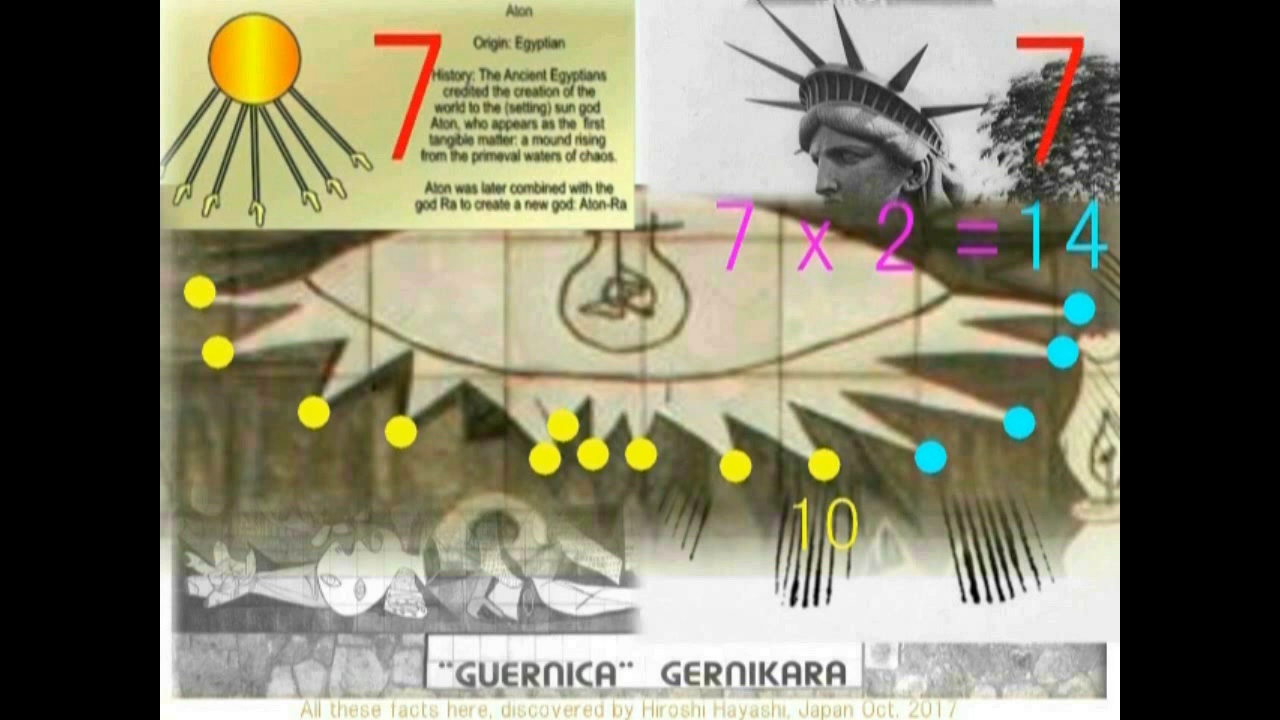 Aton
Origin: Egyptian
History: The Ancient Egyptians
credited the creation of the
world to the (setting) sun god
Aton, who appears as the first
tangible matter: a mound rising
from the primeval waters of chaos.
Aton was later combined with the
god Ra to create a new god: Aton-Ra
7
7
7 x 2 = 14
10
"GUERNICA" GERNIKARA
All these facts here, discovered by Hiroshi Hayashi, Japan Oct. 2017